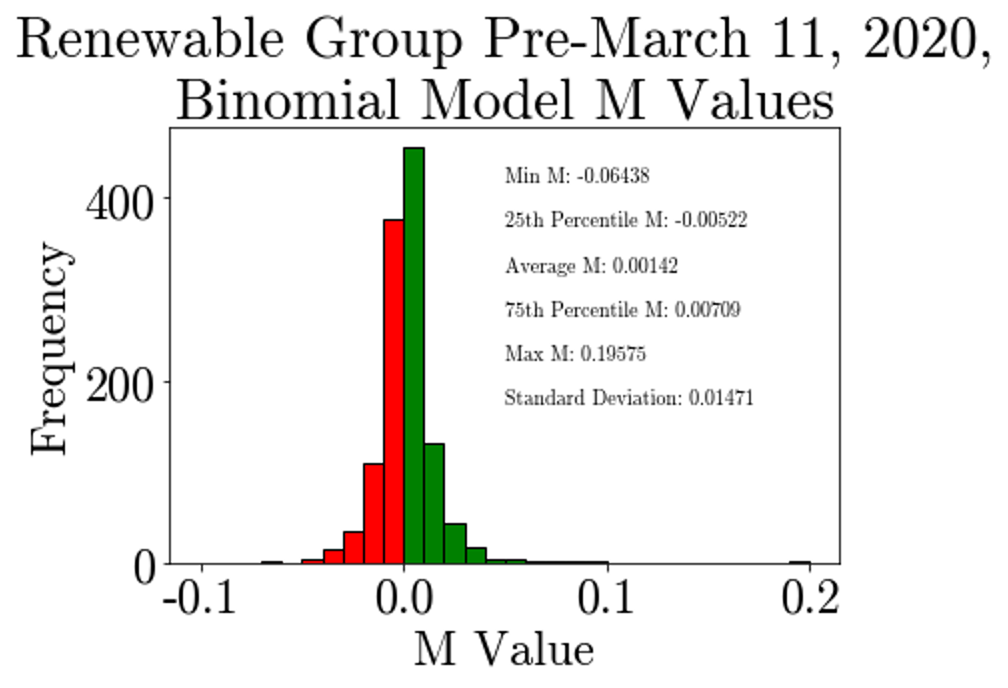 Renewable Group Pre-March 11, 2020,
Binomial Model M Values
Min M: -0.06438
25th Percentile M: -0.00522
Average M: 0.00142
75th Percentile M: 0.00709
Max M: 0.19575
Standard Deviation: 0.01471
Frequency
400
200
0
-0.1 0.0 0.1 0.2
M Value